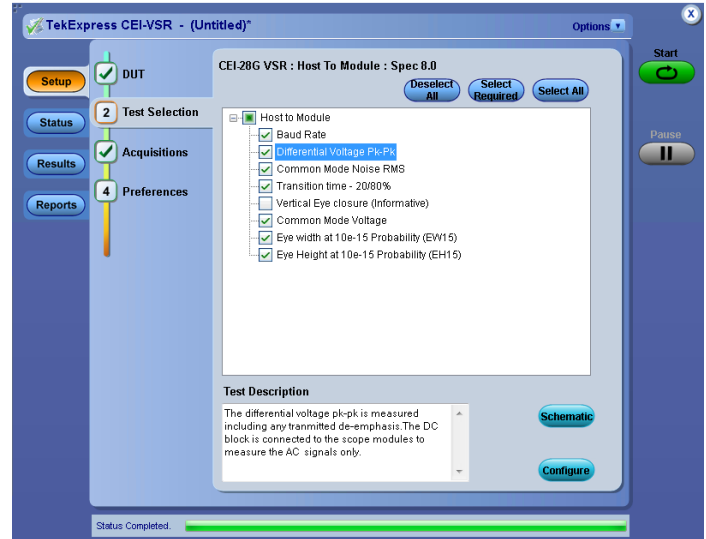 TekExpress CEI-VSR - (Untitled)*
Options
x
Start
Setup
DUT
CEI-28G VSR : Host To Module : Spec 8.0
Deselect All
Select Required
Select All
Status
2 Test Selection
Host to Module
Baud Rate
Pause
Differential Voltage Pk-Pk
Results
Acquisitions
Common Mode Noise RMS
Reports
4 Preferences
Transition time - 20/80%
Vertical Eye closure (Informative)
Common Mode Voltage
Eye width at 10e-15 Probability (EW15)
Eye Height at 10e-15 Probability (EH15)
Test Description
The differential voltage pk-pk is measured
including any tranmitted de-emphasis.The DC
block is connected to the scope modules to
measure the AC signals only.
Schematic
Configure
Status Completed.